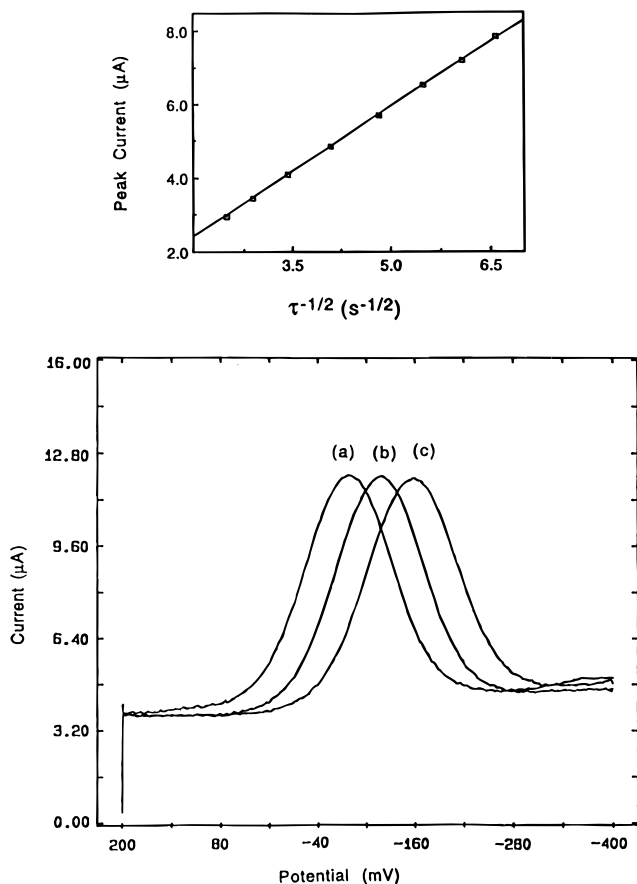 8.0
6.0
4.0
2.0
Peak Current (μA)
3.5 5.0 6.5
τ-1/2 (s-1/2)
16.00
12.80
9.60
6.40
3.20
0.00
Current (μA)
(a) (b) (c)
200 80 -40 -160 -280 -400
Potential (mV)